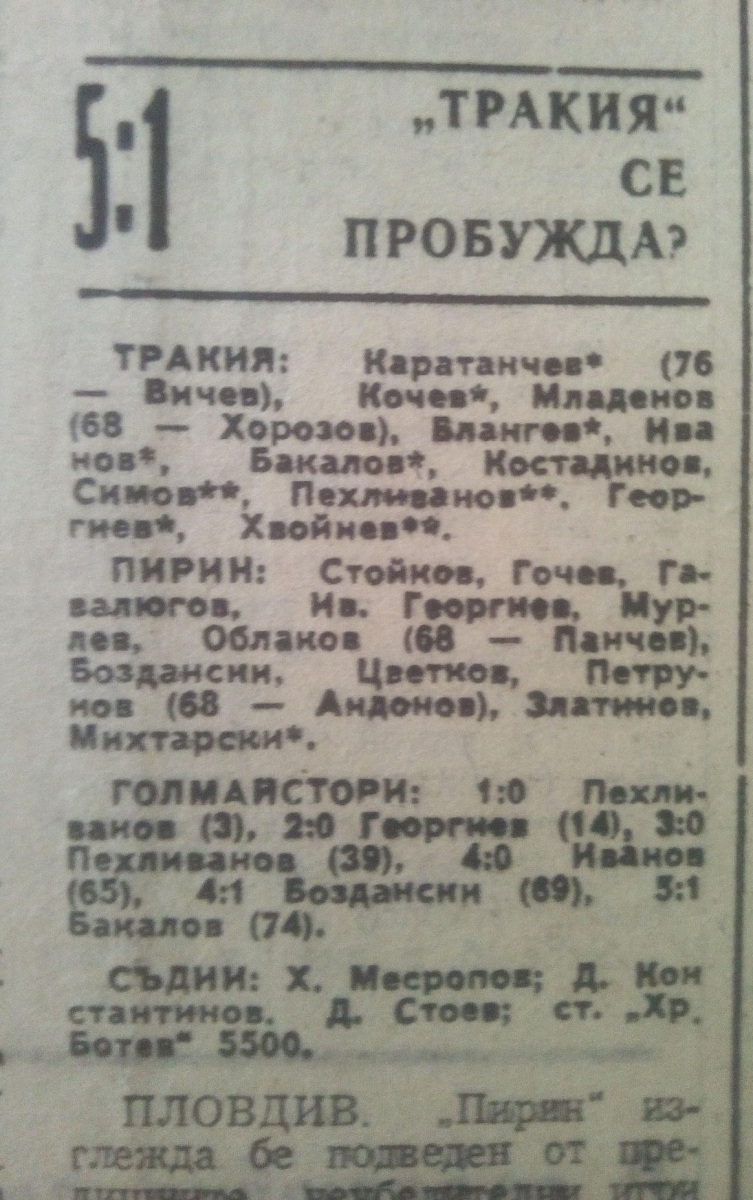 5:1
„ТРАКИЯ“
СЕ
ПРОБУЖДА?
ТРАКИЯ: Каратанчев* (76
— Вичев), Кочев*, Младенов
(68 — Хорозов), Блангев*, Ива
нов*, Бакалов*, Костадинов,
Симов**, Пехливанов**, Геор-
гиев*, Хвойнев**.
ПИРИН: Стойков, Гочев, Га-
валюгов, Ив. Георгиев, Мур-
лев, Облаков (68 — Панчев),
Боздансии, Цветков, Петру-
нов (68 — Андонов), Златинов,
Михтарски*.
ГОЛМАЙСТОРИ: 1:0 Пехли-
ванов (3), 2:0 Георгиев (14), 3:0
Пехливанов (39), 4:0 Иванов
(65), 4:1 Боздански (69), 5:1
Бакалов (74).
СЪДИИ: Х. Месропов; Д. Кон
стантинов. Д. Стоев; ст. „Хр.
Ботев“ 5500.
ПЛОВДИВ. „Пирин“ из-
глежда бе подведен от пре-